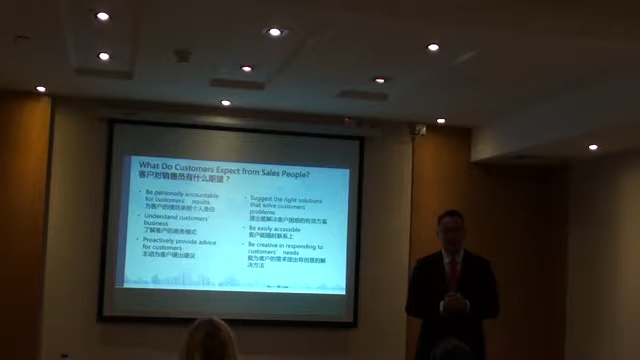 What Do Customers Expect from Sales People?
客户对销售员有什么期望？
• Be personally accountable
for customers' results
为客户的绩效承担个人责任
• Understand customers'
business
了解客户的商务模式
• Proactively provide advice
for customers
主动为客户提出建议
• Suggest the right solutions
that solve customers'
problems
提出能解决客户困惑的有效方案
• Be easily accessible
客户能随时联系上
• Be creative in responding to
customers' needs
能为客户的需求提出有创意的解
决方法